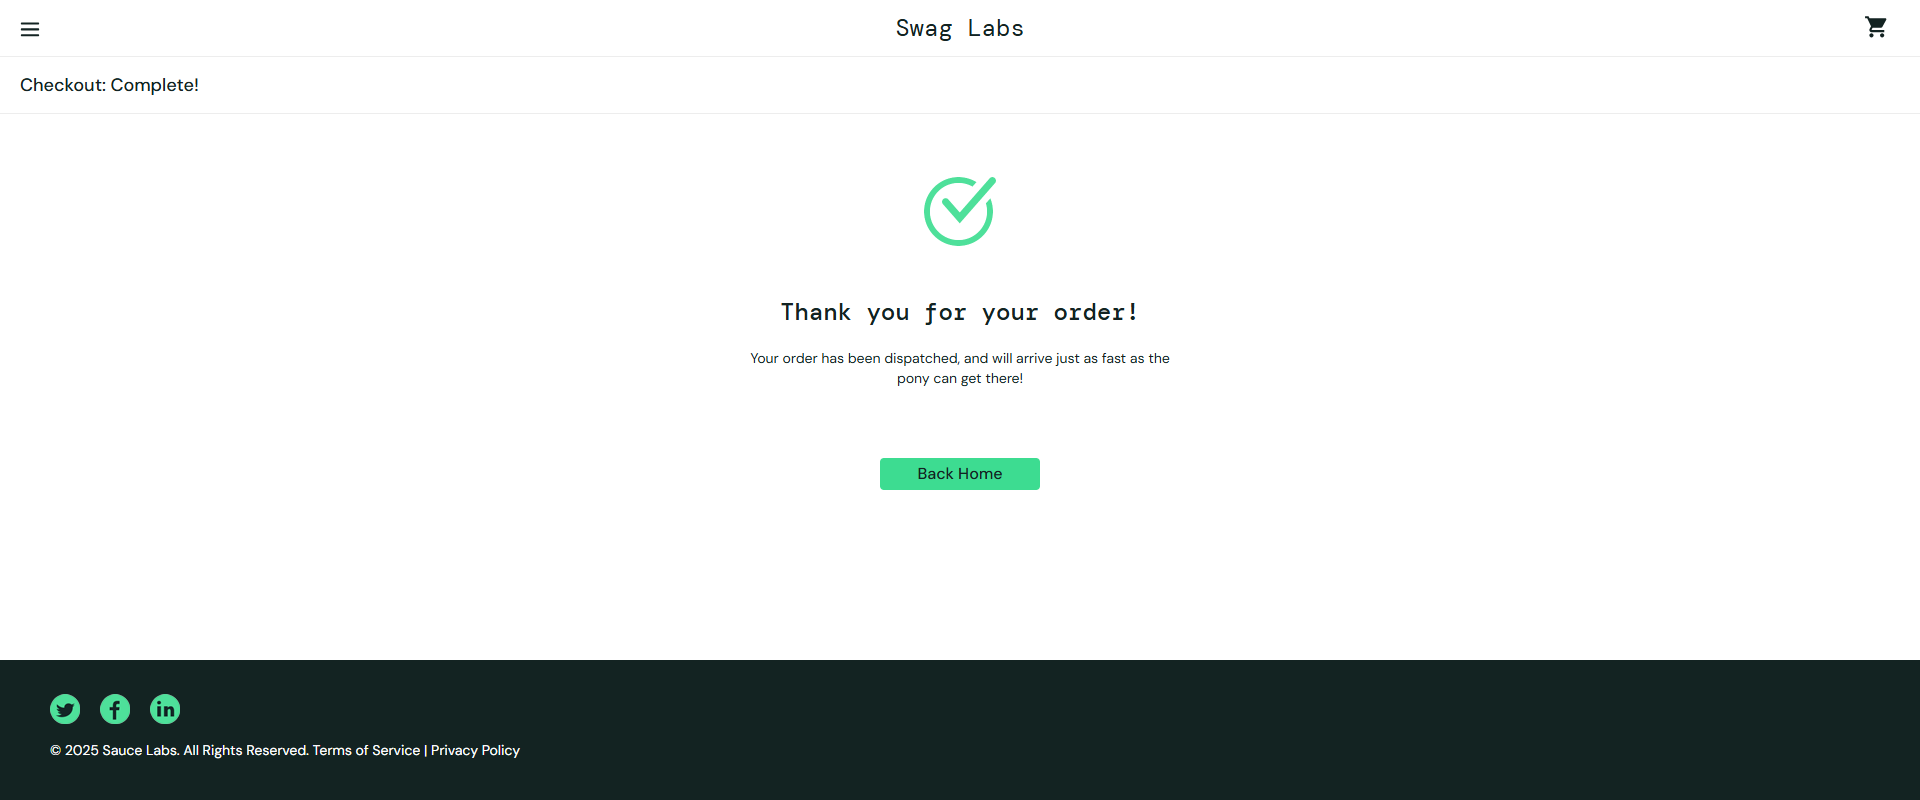 Swag Labs
Checkout: Complete!
Thank you for your order!
Your order has been dispatched, and will arrive just as fast as the
pony can get there!
Back Home
© 2025 Sauce Labs. All Rights Reserved. Terms of Service | Privacy Policy